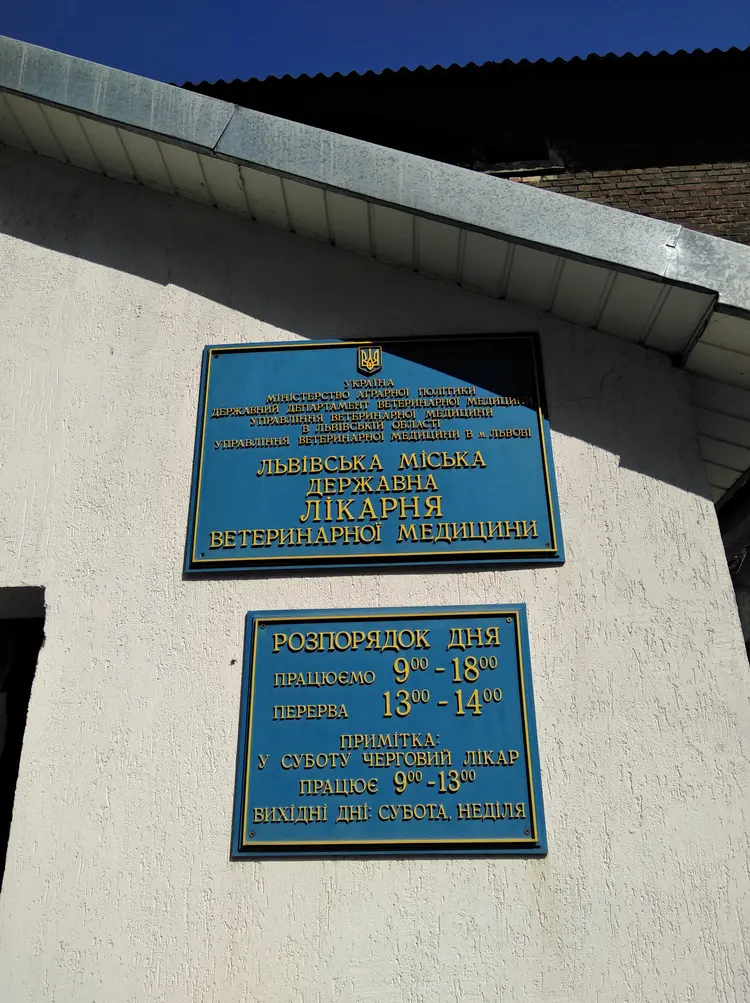 УКРАЇНА
МІНІСТЕРСТВО АГРАРНОЇ ПОЛІТИКИ
ДЕРЖАВНИЙ ДЕПАРТАМЕНТ ВЕТЕРИНАРНОЇ МЕДИЦИНИ
УПРАВЛІННЯ ВЕТЕРИНАРНОЇ МЕДИЦИНИ
В ЛЬВІВСЬКІЙ ОБЛАСТІ
УПРАВЛІННЯ ВЕТЕРИНАРНОЇ МЕДИЦИНИ В м. ЛЬВОВІ
ЛЬВІВСЬКА МІСЬКА
ДЕРЖАВНА
ЛІКАРНЯ
ВЕТЕРИНАРНОЇ МЕДИЦИНИ
РОЗПОРЯДОК ДНЯ
ПРАЦЮЄМО 9⁰⁰ - 18⁰⁰
ПЕРЕРВА 13⁰⁰ - 14⁰⁰
ПРИМІТКА:
У СУБОТУ ЧЕРГОВИЙ ЛІКАР
ПРАЦЮЄ 9⁰⁰ - 13⁰⁰
ВИХІДНІ ДНІ: СУБОТА, НЕДІЛЯ